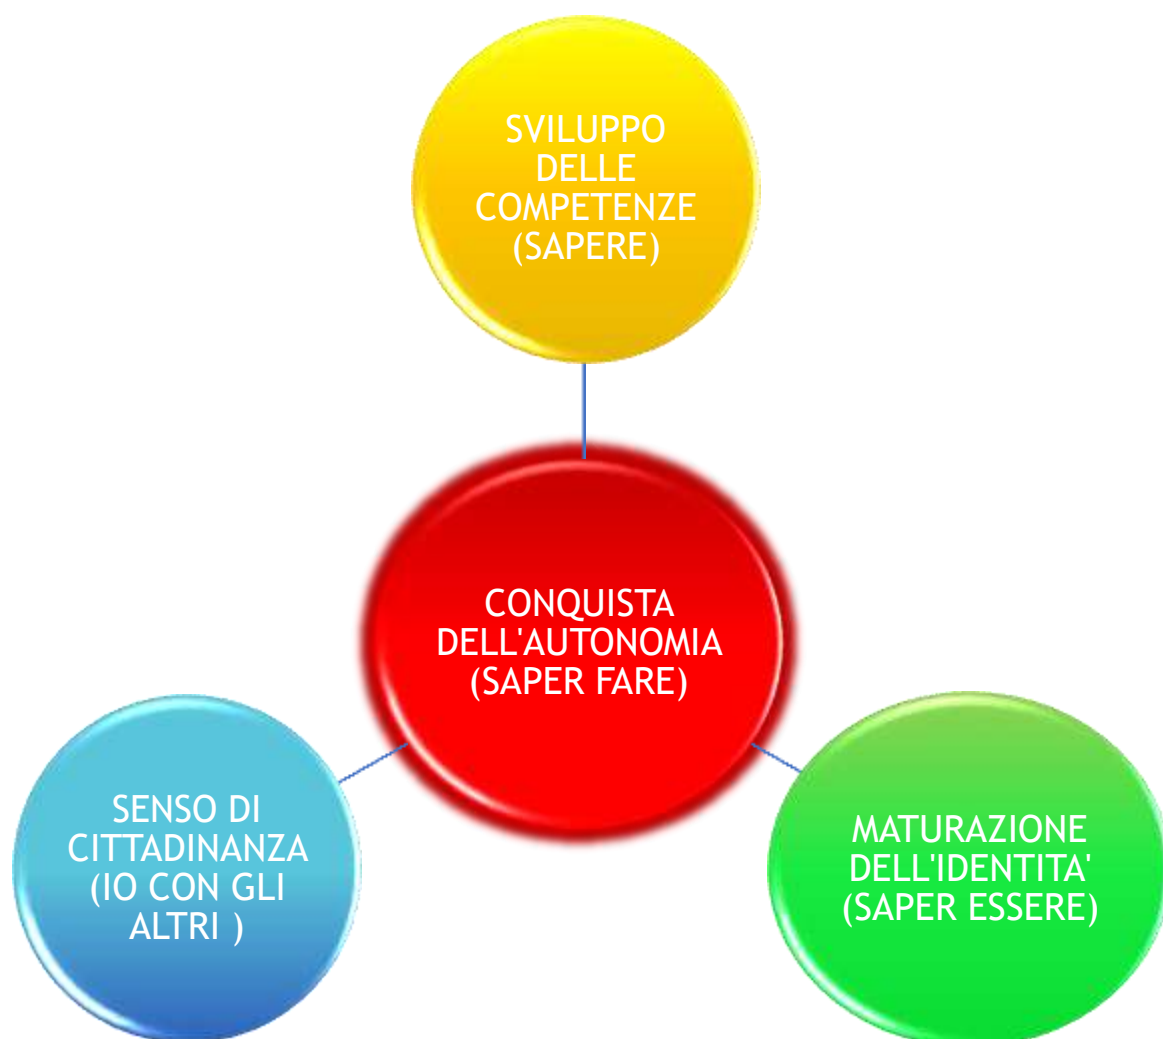 SVILUPPO
DELLE
COMPETENZE
(SAPERE)
CONQUISTA
DELL'AUTONOMIA
(SAPER FARE)
SENSO DI
CITTADINANZA
(IO CON GLI
ALTRI )
MATURAZIONE
DELL'IDENTITA'
(SAPER ESSERE)